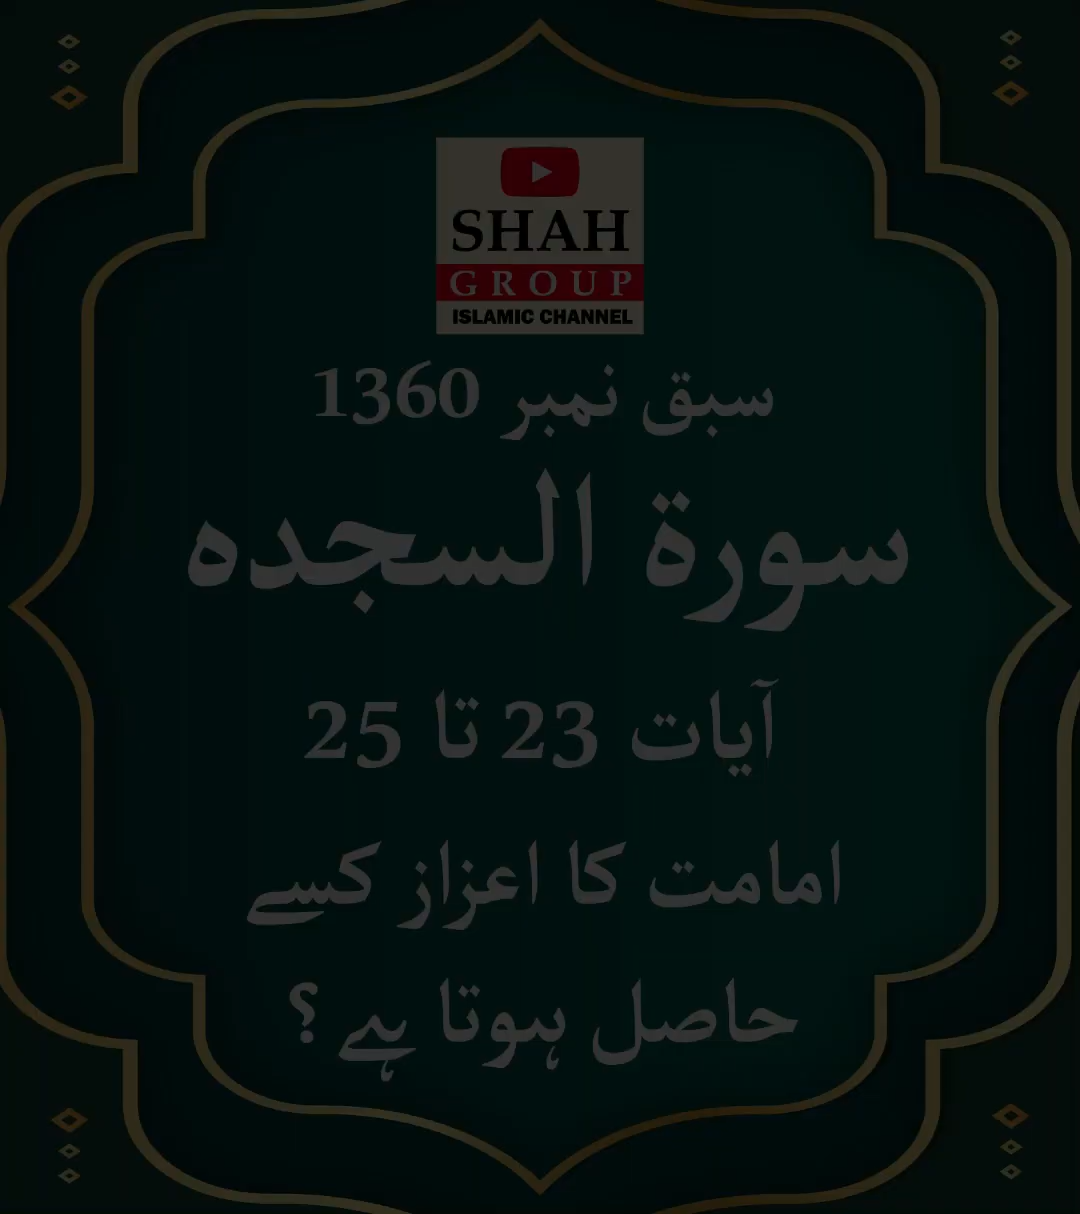 SHAH
GROUP
ISLAMIC CHANNEL
سبق نمبر 1360
سورۃ السجدہ
آیات 23 تا 25
امامت کا اعزاز کسے
حاصل ہوتا ہے ؟